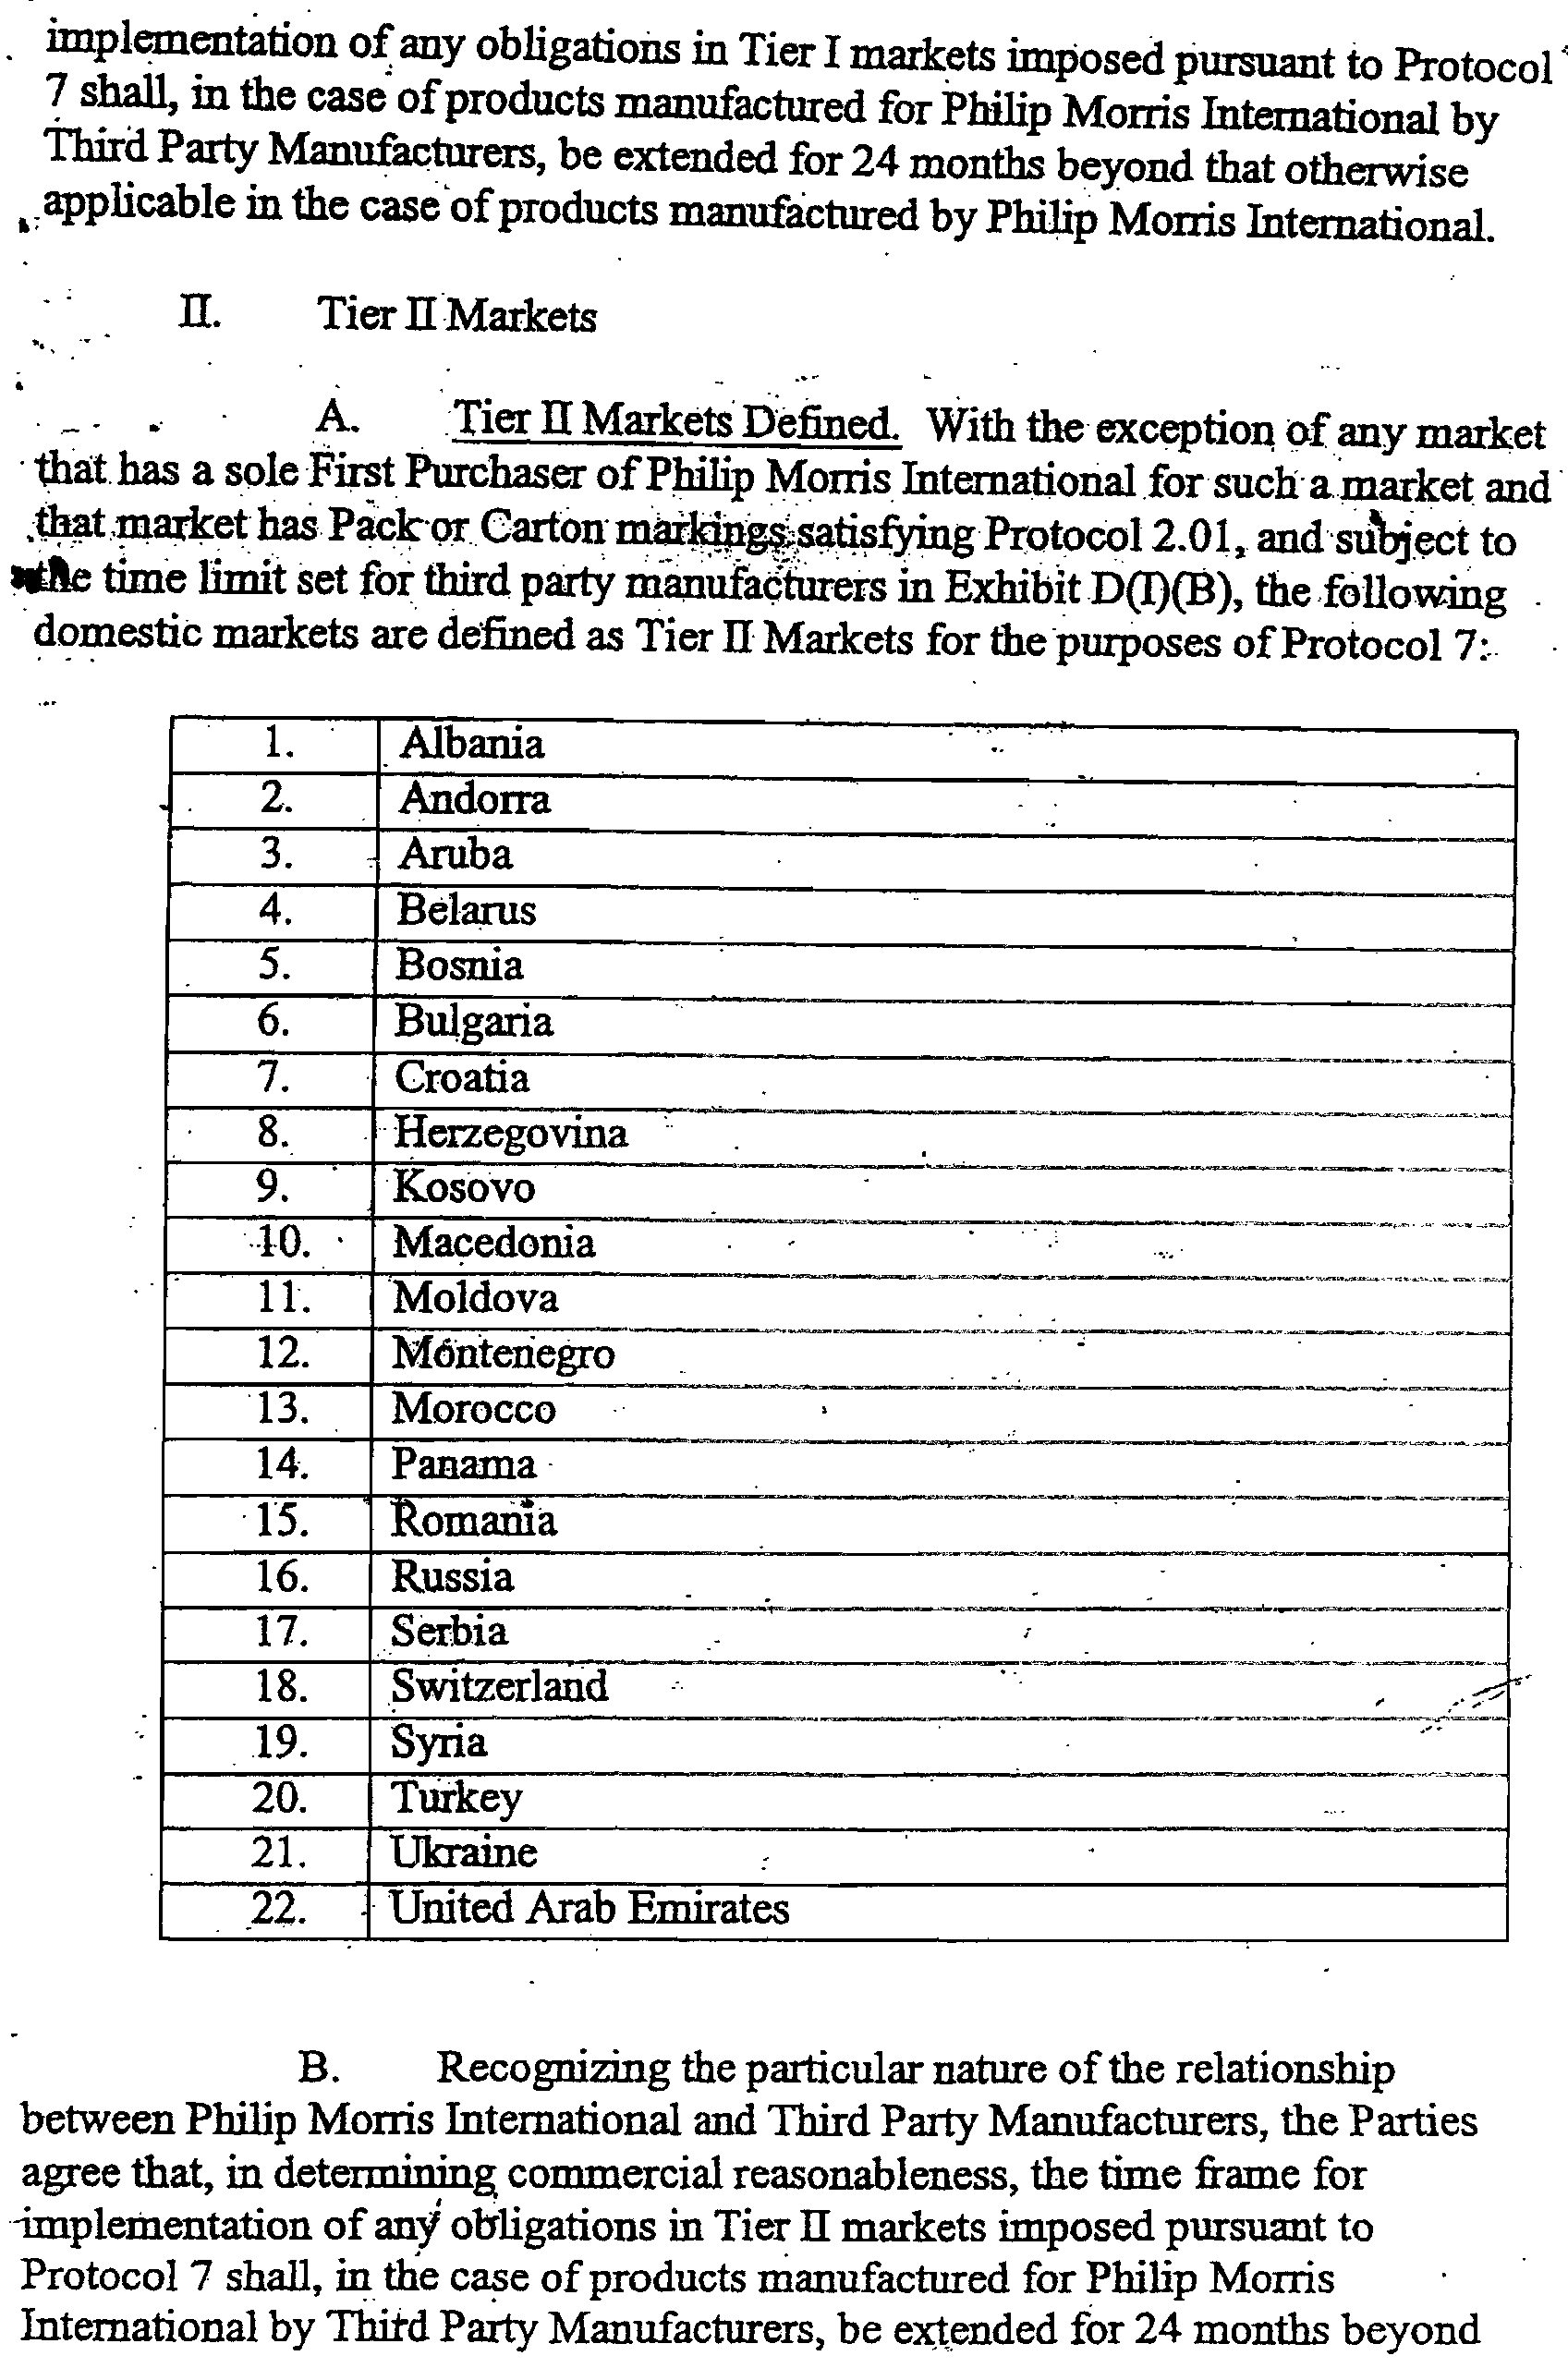 implementation of any obligations in Tier I markets imposed pursuant to Protocol
7 shall, in the case of products manufactured for Philip Morris International by
Third Party Manufacturers, be extended for 24 months beyond that otherwise
applicable in the case of products manufactured by Philip Morris International.
II. Tier II Markets
A. Tier II Markets Defined. With the exception of any market
that has a sole First Purchaser of Philip Morris International for such a market and
that market has Pack or Carton markings satisfying Protocol 2.01, and subject to
the time limit set for third party manufacturers in Exhibit D(I)(B), the following
domestic markets are defined as Tier II Markets for the purposes of Protocol 7:
1. Albania
2. Andorra
3. Aruba
4. Belarus
5. Bosnia
6. Bulgaria
7. Croatia
8. Herzegovina
9. Kosovo
10. Macedonia
11. Moldova
12. Montenegro
13. Morocco
14. Panama
15. Romania
16. Russia
17. Serbia
18. Switzerland
19. Syria
20. Turkey
21. Ukraine
22. United Arab Emirates
B. Recognizing the particular nature of the relationship
between Philip Morris International and Third Party Manufacturers, the Parties
agree that, in determining commercial reasonableness, the time frame for
implementation of any obligations in Tier II markets imposed pursuant to
Protocol 7 shall, in the case of products manufactured for Philip Morris
International by Third Party Manufacturers, be extended for 24 months beyond